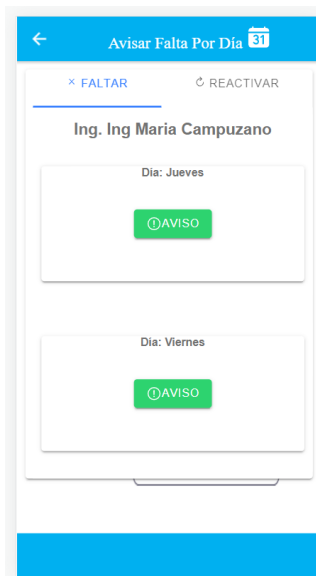 Avisar Falta Por Día 31
× FALTAR REACTIVAR
Ing. Ing Maria Campuzano
Dia: Jueves
AVISO
Dia: Viernes
AVISO